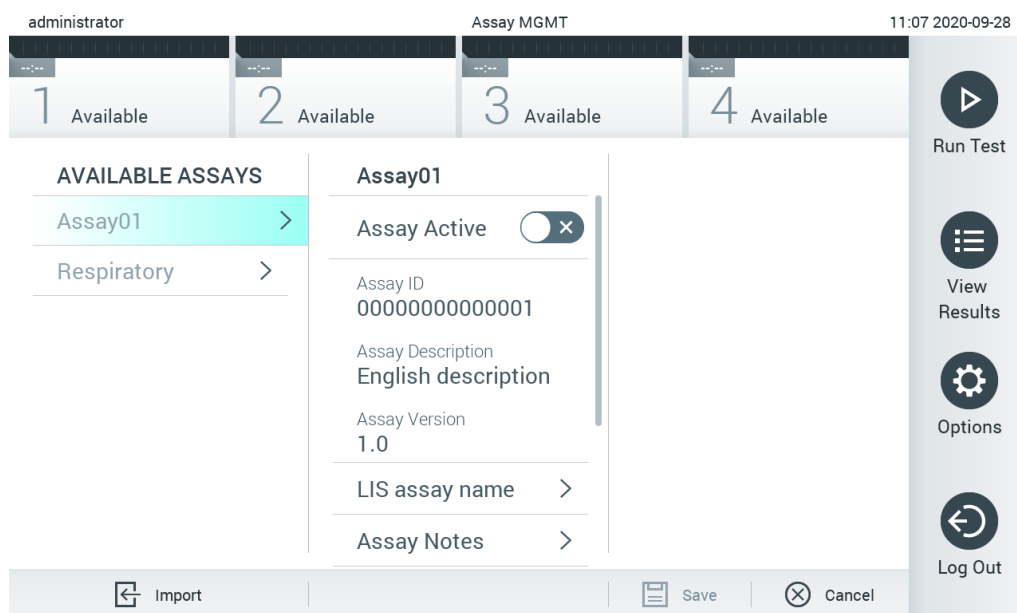 administrator
Assay MGMT
11:07 2020-09-28
--:--
1 Available
--:--
2 Available
--:--
3 Available
--:--
4 Available
AVAILABLE ASSAYS
Assay01
Respiratory
Assay01
Assay Active
Assay ID
00000000000001
Assay Description
English description
Assay Version
1.0
LIS assay name
Assay Notes
Run Test
View
Results
Options
Log Out
Import
Save
Cancel